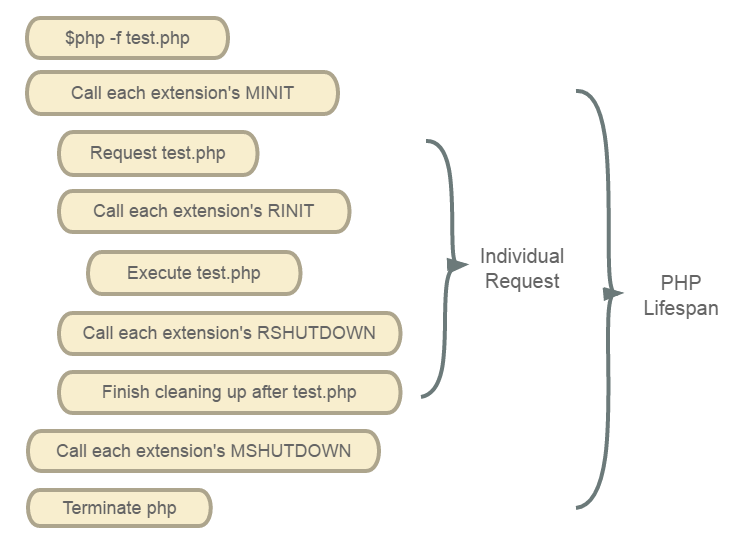 $php -f test.php
Call each extension's MINIT
Request test.php
Call each extension's RINIT
Execute test.php
Call each extension's RSHUTDOWN
Finish cleaning up after test.php
Call each extension's MSHUTDOWN
Terminate php
Individual
Request
PHP
Lifespan